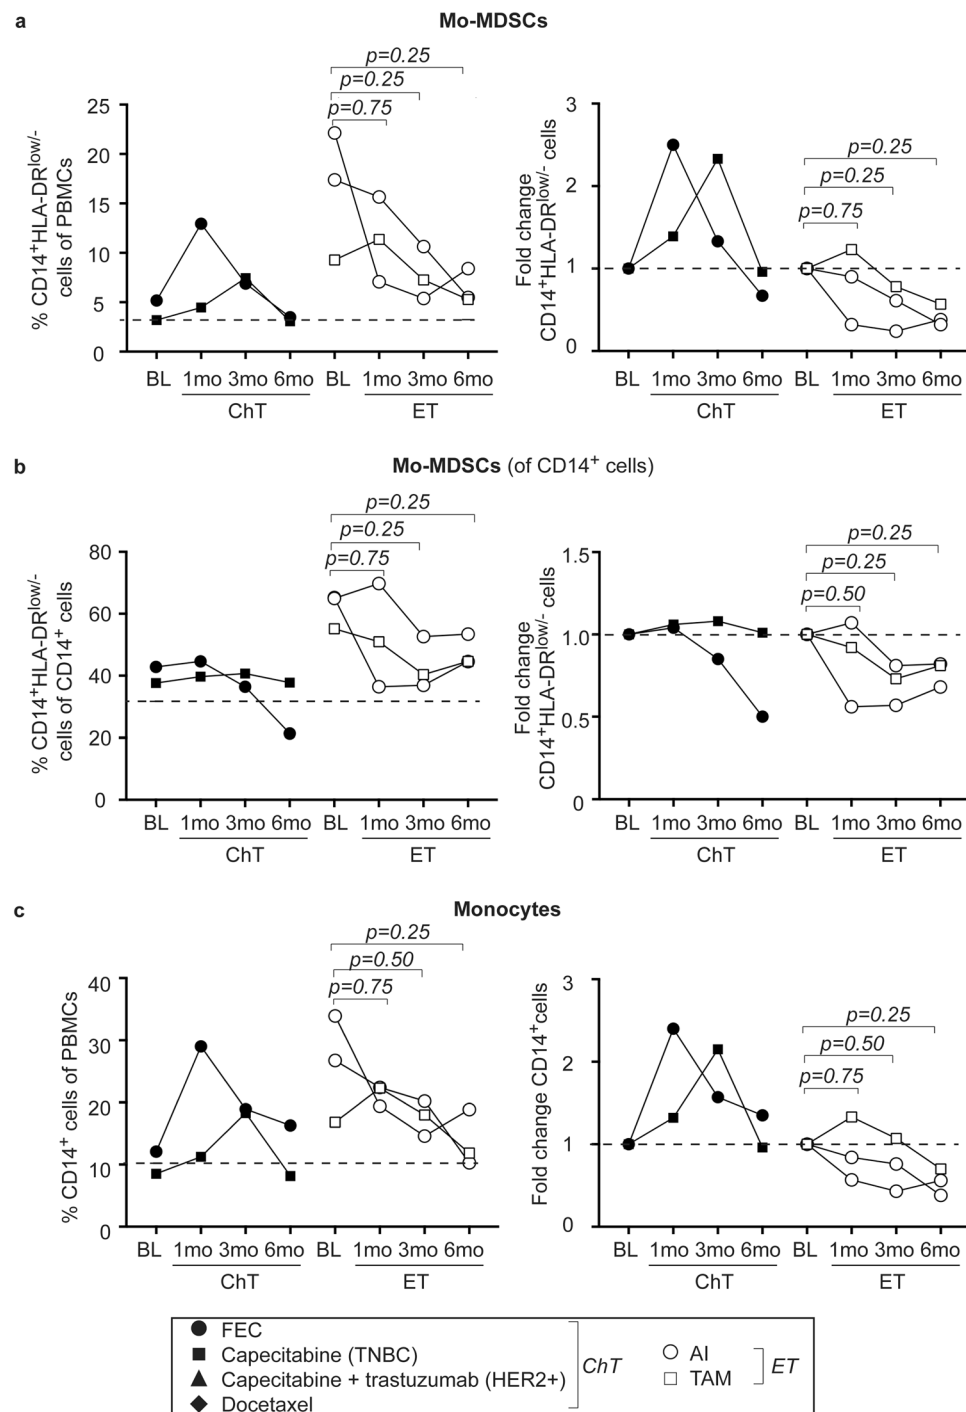 a
Mo-MDSCs
p=0.25
p=0.25
p=0.75
% CD14+HLA-DRlow/-
cells of PBMCs
25
20
15
10
5
0
BL 1mo 3mo 6mo BL 1mo 3mo 6mo
ChT ET
p=0.25
p=0.25
p=0.75
Fold change
CD14+HLA-DRlow/- cells
3
2
1
0
BL 1mo 3mo 6mo BL 1mo 3mo 6mo
ChT ET
b
Mo-MDSCs (of CD14+ cells)
p=0.25
p=0.25
p=0.75
% CD14+HLA-DRlow/-
cells of CD14+ cells
80
60
40
20
0
BL 1mo 3mo 6mo BL 1mo 3mo 6mo
ChT ET
p=0.25
p=0.25
p=0.50
Fold change
CD14+HLA-DRlow/- cells
1.5
1.0
0.5
0
BL 1mo 3mo 6mo BL 1mo 3mo 6mo
ChT ET
c
Monocytes
p=0.25
p=0.50
p=0.75
% CD14+ cells of PBMCs
40
30
20
10
0
BL 1mo 3mo 6mo BL 1mo 3mo 6mo
ChT ET
p=0.25
p=0.50
p=0.75
Fold change CD14+cells
3
2
1
0
BL 1mo 3mo 6mo BL 1mo 3mo 6mo
ChT ET
FEC
Capecitabine (TNBC)
Capecitabine + trastuzumab (HER2+)
Docetaxel
ChT
AI
TAM
ET